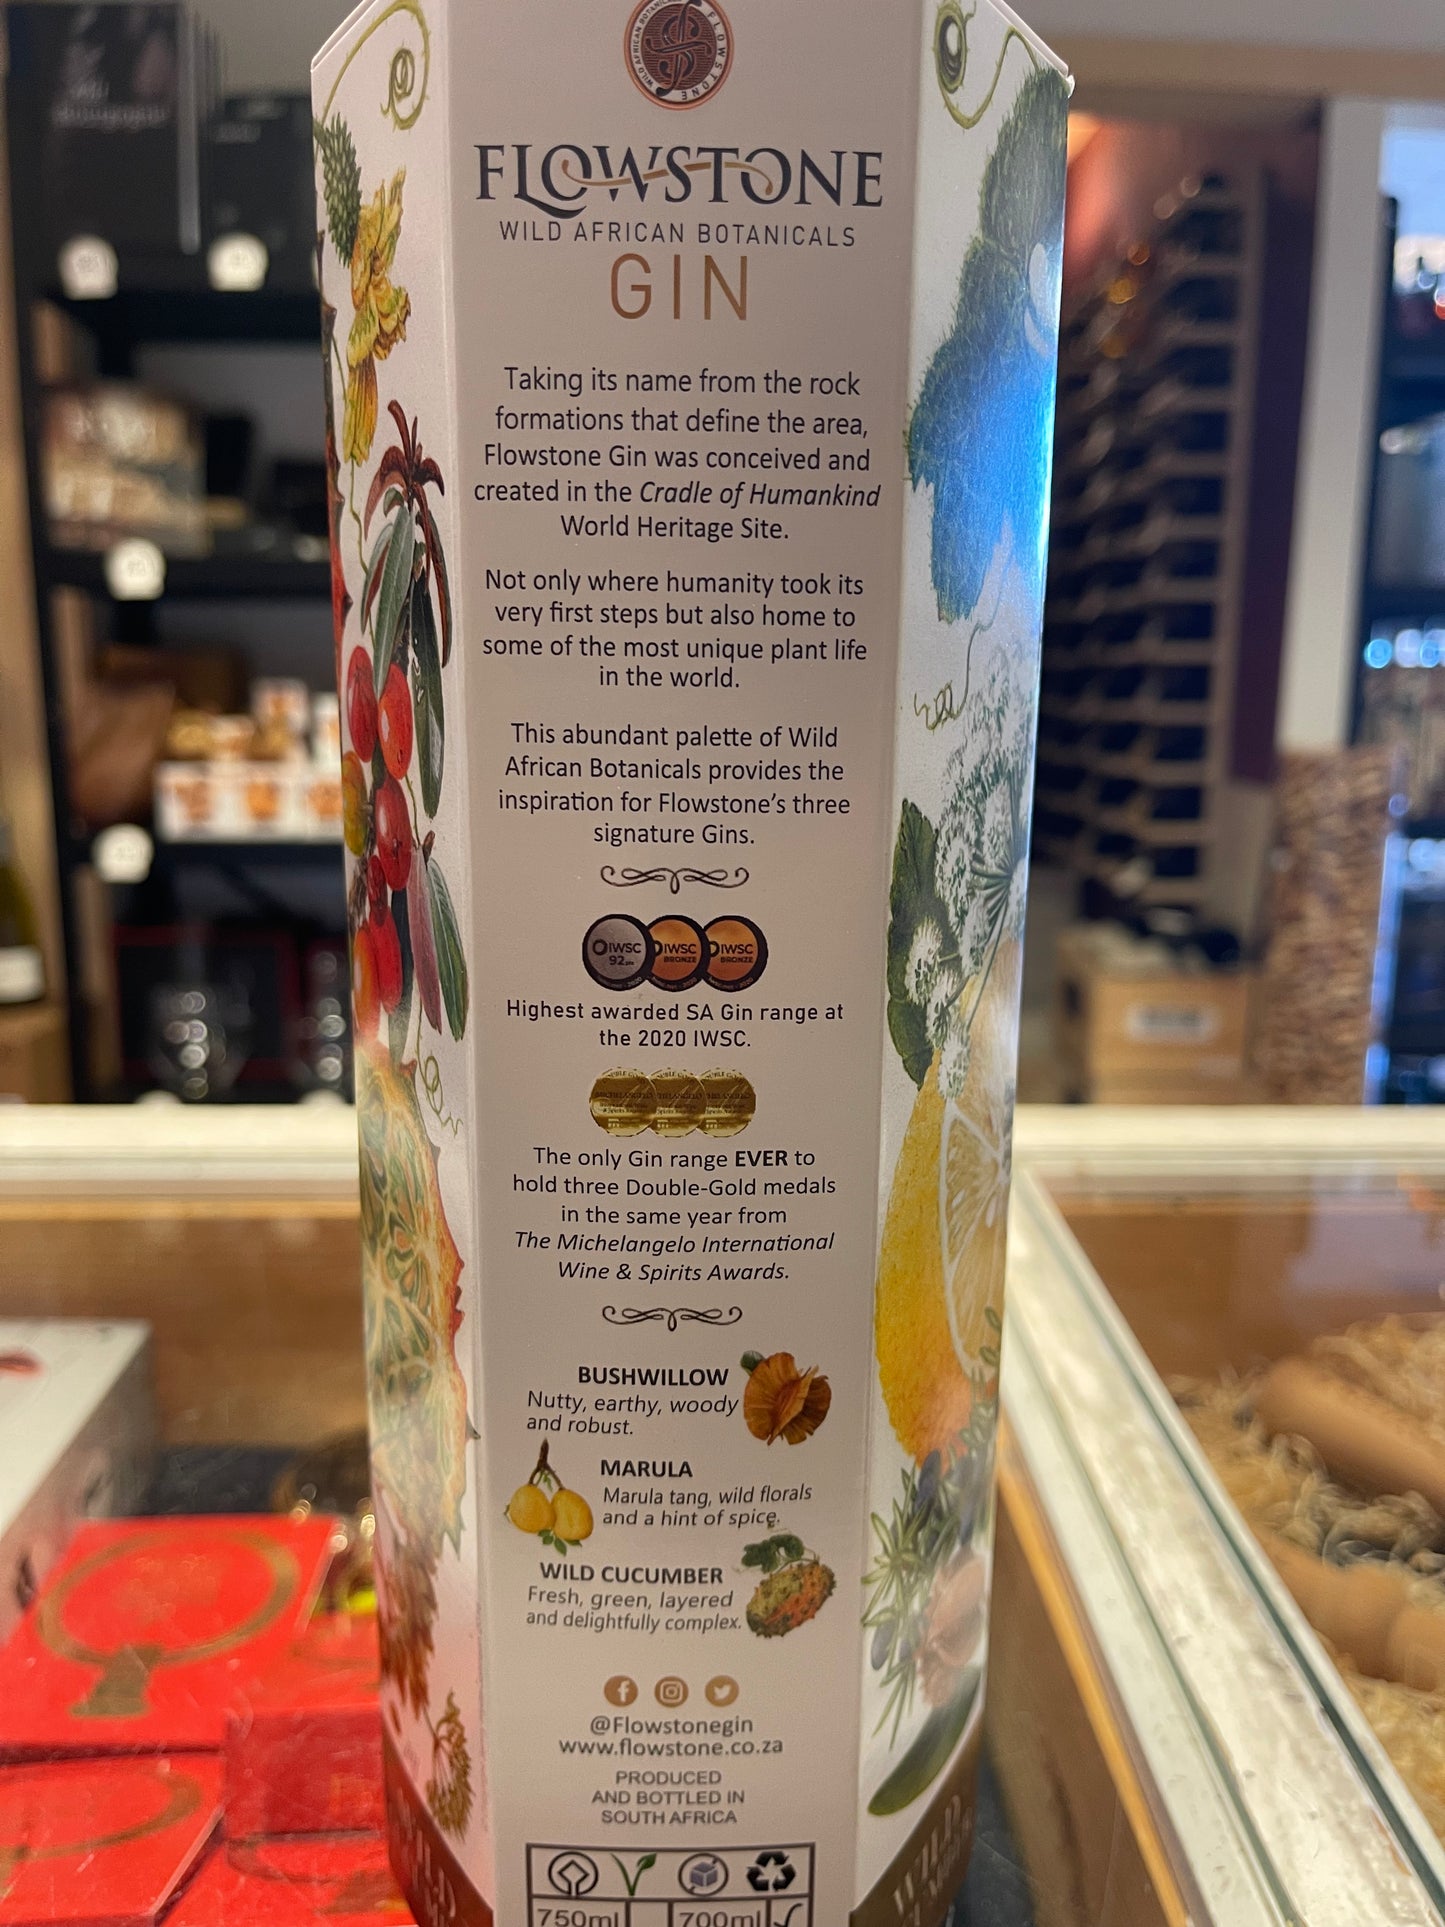 WILD AFRICAN BOTANICALS FLOWSTONE
FLOWSTONE
WILD AFRICAN BOTANICALS
GIN
Taking its name from the rock
formations that define the area,
Flowstone Gin was conceived and
created in the Cradle of Humankind
World Heritage Site.
Not only where humanity took its
very first steps but also home to
some of the most unique plant life
in the world.
This abundant palette of Wild
African Botanicals provides the
inspiration for Flowstone's three
signature Gins.
IWSC IWSC IWSC
92pts BRONZE BRONZE
Highest awarded SA Gin range at
the 2020 IWSC.
MICHELANGELO
The only Gin range EVER to
hold three Double-Gold medals
in the same year from
The Michelangelo International
Wine & Spirits Awards.
BUSHWILLOW
Nutty, earthy, woody
and robust.
MARULA
Marula tang, wild florals
and a hint of spice.
WILD CUCUMBER
Fresh, green, layered
and delightfully complex.
@Flowstonegin
www.flowstone.co.za
PRODUCED
AND BOTTLED IN
SOUTH AFRICA
750ml 700ml ✓